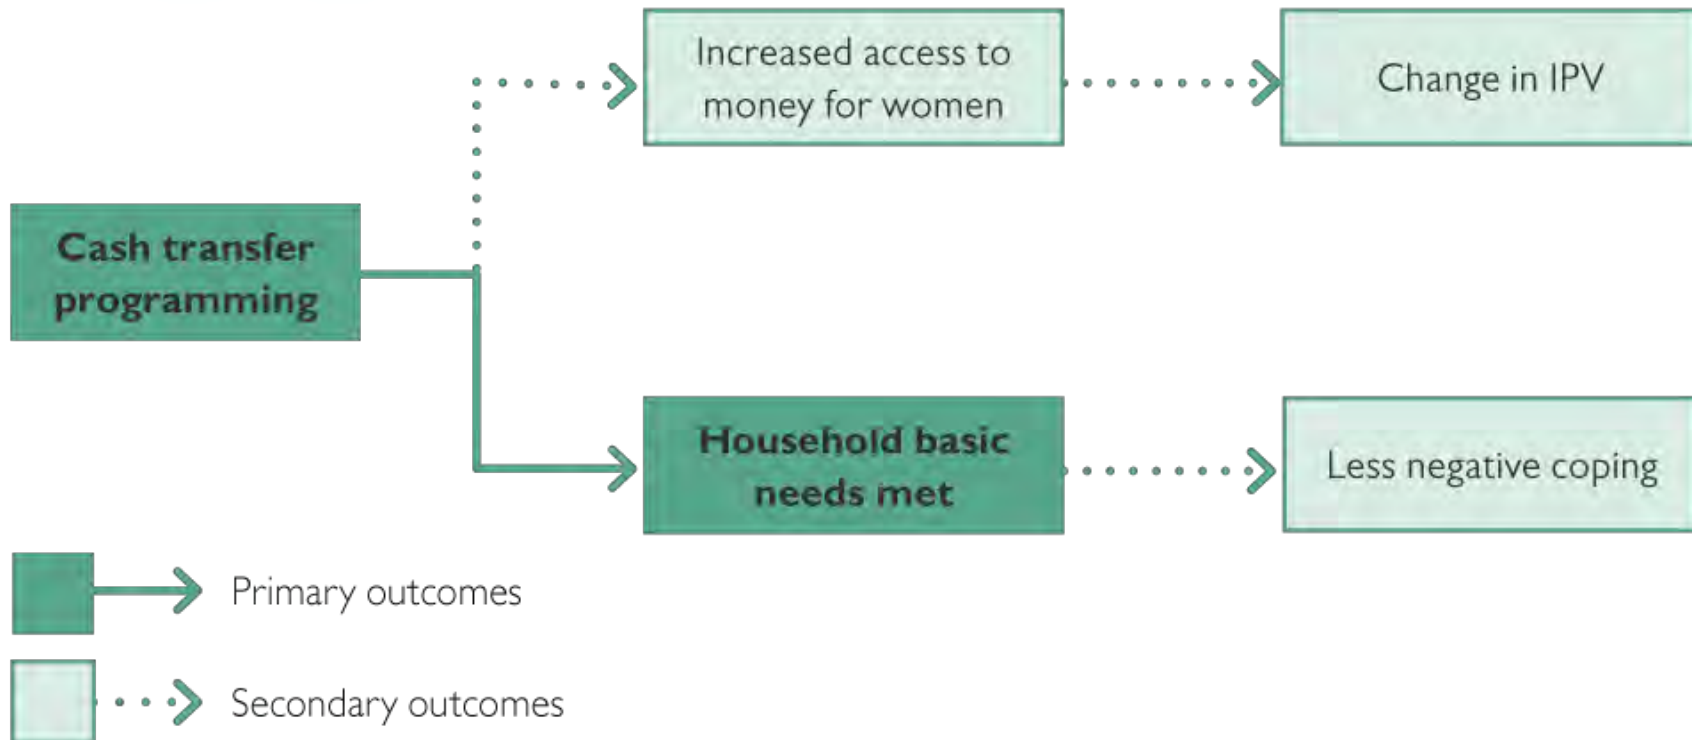 Increased access to
money for women
Change in IPV
Cash transfer
programming
Household basic
needs met
Less negative coping
Primary outcomes
Secondary outcomes